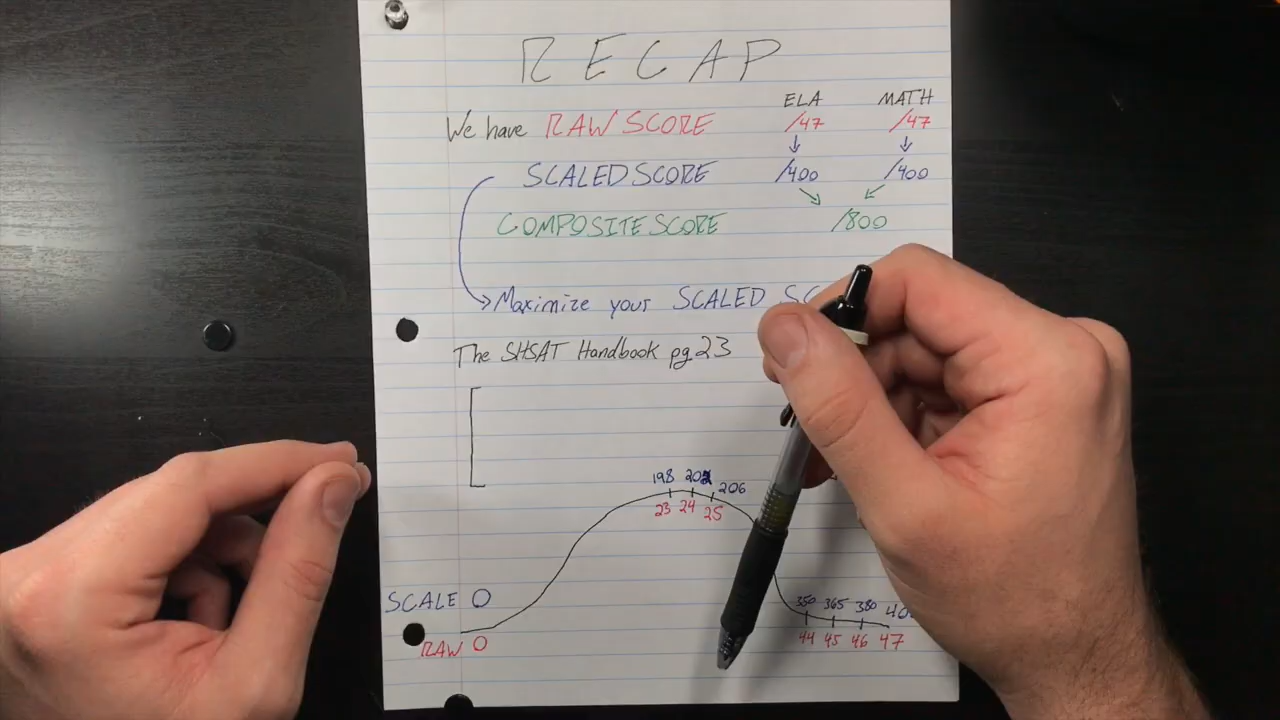 RECAP
ELA MATH
We have RAW SCORE /47 /47
SCALED SCORE /400 /400
COMPOSITE SCORE /800
Maximize your SCALED
The SHSAT Handbook pg 23
198 202 206
23 24 25
SCALE 0 350 365 380
RAW 0 44 45 46 47